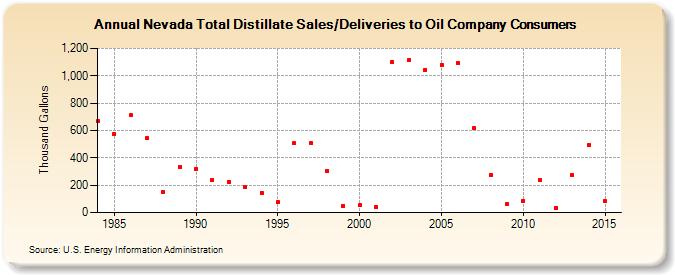 Annual Nevada Total Distillate Sales/Deliveries to Oil Company Consumers
Thousand Gallons
1,200
1,000
800
600
400
200
0
1985 1990 1995 2000 2005 2010 2015
Source: U.S. Energy Information Administration